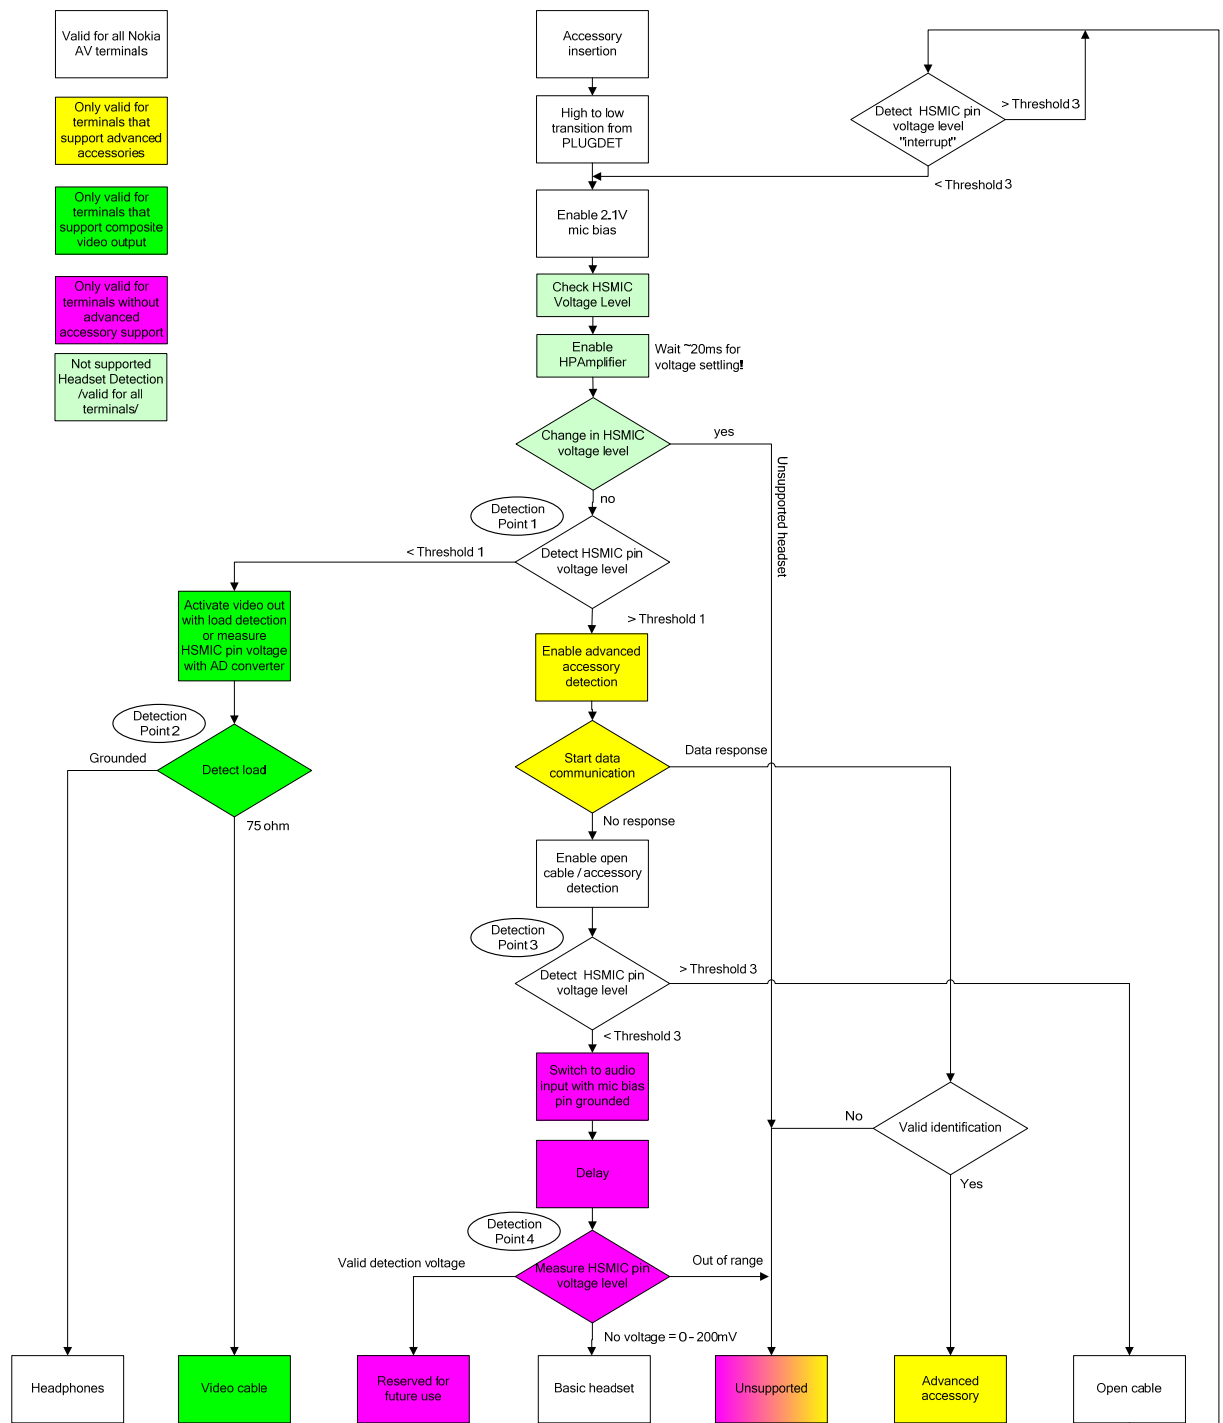 Valid for all Nokia
AV terminals
Only valid for
terminals that
support advanced
accessories
Only valid for
terminals that
support composite
video output
Only valid for
terminals without
advanced
accessory support
Not supported
Headset Detection
/valid for all
terminals/
Accessory
insertion
High to low
transition from
PLUGDET
Detect HSMIC pin
voltage level
"interrupt"
> Threshold 3
< Threshold 3
Enable 2.1V
mic bias
Check HSMIC
Voltage Level
Enable
HPAmplifier
Wait ~20ms for
voltage settling!
Change in HSMIC
voltage level
yes
Unsupported headset
no
Detection
Point 1
Detect HSMIC pin
voltage level
< Threshold 1
> Threshold 1
Activate video out
with load detection
or measure
HSMIC pin voltage
with AD converter
Enable advanced
accessory
detection
Detection
Point 2
Detect load
Grounded
75 ohm
Start data
communication
Data response
No response
Enable open
cable / accessory
detection
Detection
Point 3
Detect HSMIC pin
voltage level
> Threshold 3
< Threshold 3
Switch to audio
input with mic bias
pin grounded
Delay
Valid identification
No
Yes
Detection
Point 4
Measure HSMIC pin
voltage level
Valid detection voltage
Out of range
No voltage = 0 - 200mV
Headphones
Video cable
Reserved for
future use
Basic headset
Unsupported
Advanced
accessory
Open cable